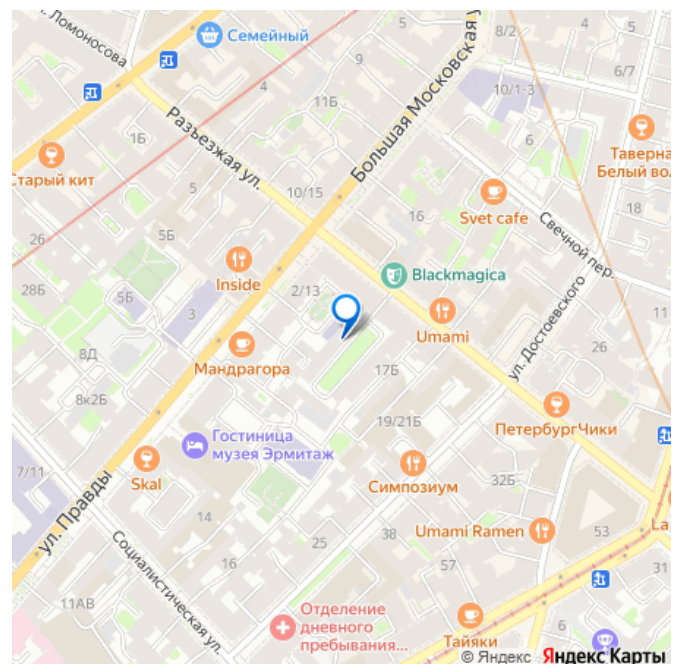 ул. Ломоносова
Семейный
4
8/2
4
5
6/7
9
4
11Б
10/1-3
Большая Московская у
1Б
Разъезжая ул.
6
Таверна
Белый вол
Старый кит
10/15
Svet cafe
16
18
Свечной пер.
26
5Б
Inside
Blackmagica
28Б
5Б
2/13
3
Umami
ул. Достоевского
11
26
8Д
Мандрагора
17Б
8к2Б
19/21Б
ПетербургЧики
Гостиница
музея Эрмитаж
7/11
Skal
Симпозиум
32Б
ул. Правды
14
Umami Ramen
La
53
25
38
16
57
Социалистическая ул.
31
11АВ
6
Отделение
дневного
пребывания...
Тайяки
© Яндекс Яндекс Карты